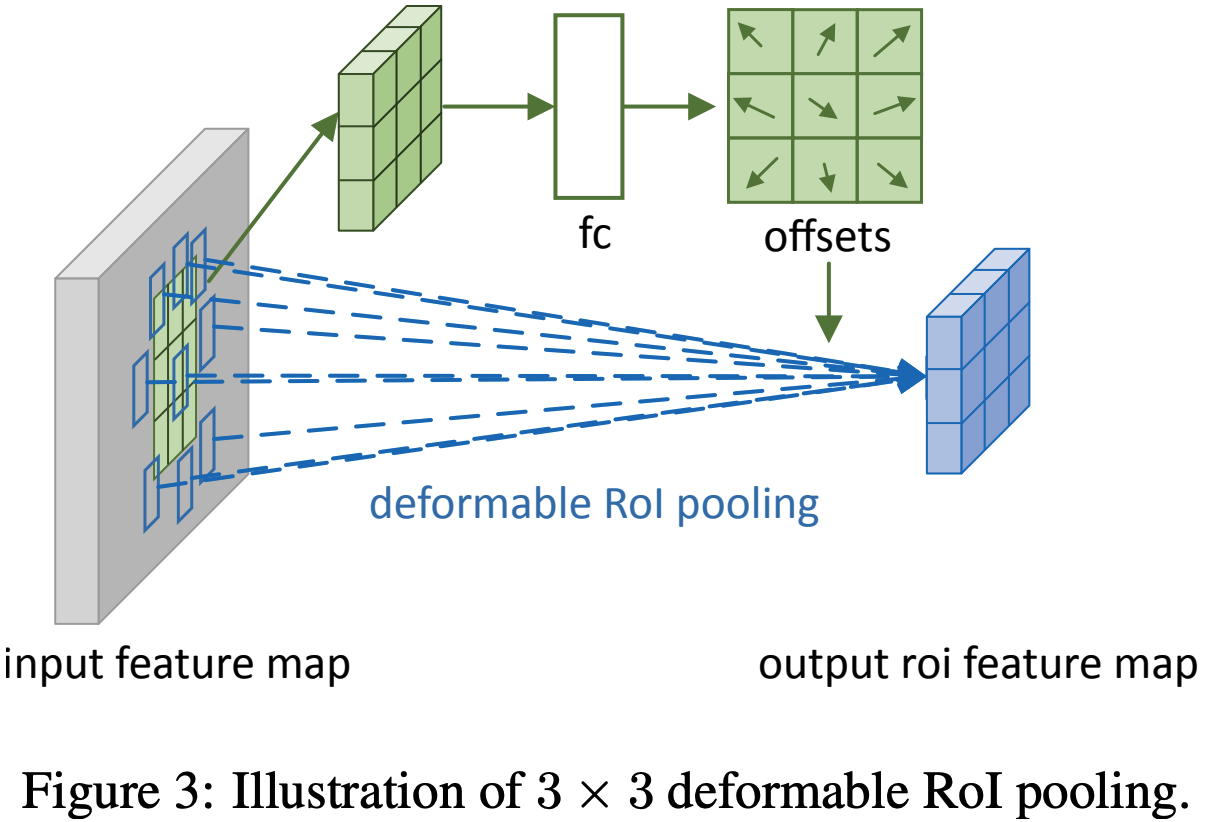 fc
offsets
deformable RoI pooling
input feature map
output roi feature map
Figure 3: Illustration of 3 × 3 deformable RoI pooling.